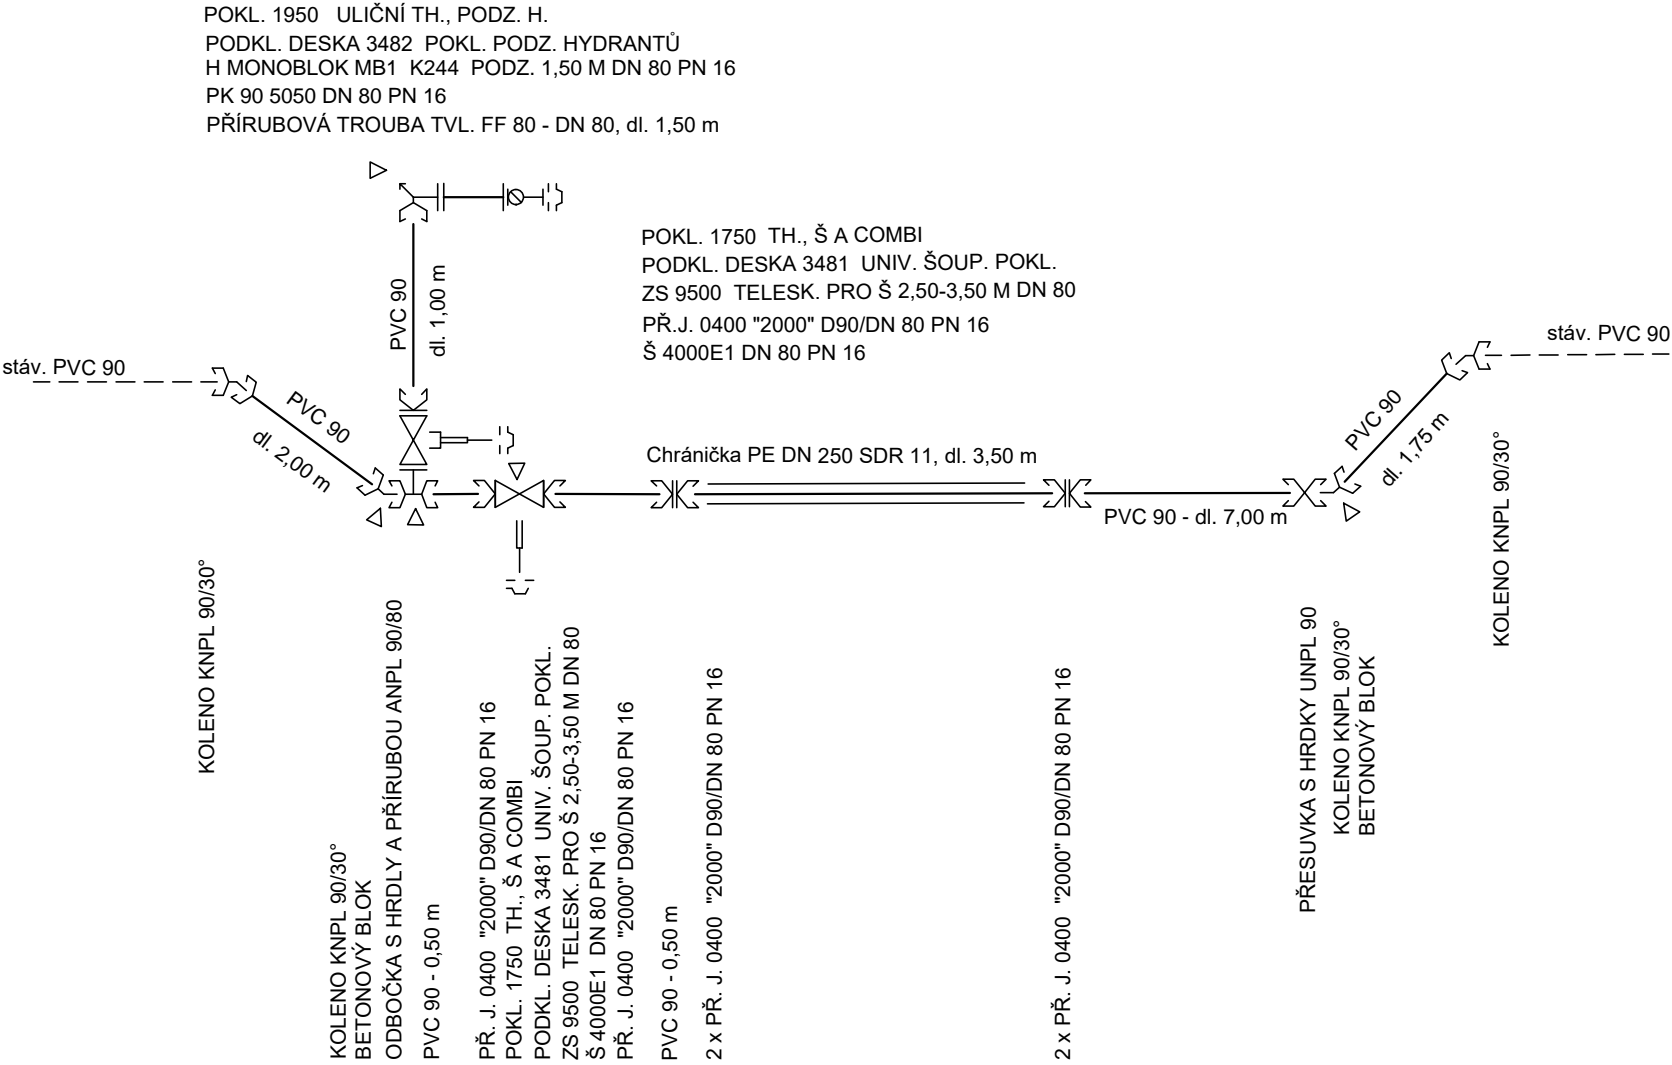 POKL. 1950 ULIČNÍ TH., PODZ. H.
PODKL. DESKA 3482 POKL. PODZ. HYDRANTŮ
H MONOBLOK MB1 K244 PODZ. 1,50 M DN 80 PN 16
PK 90 5050 DN 80 PN 16
PŘÍRUBOVÁ TROUBA TVL. FF 80 - DN 80, dl. 1,50 m
POKL. 1750 TH., Š A COMBI
PODKL. DESKA 3481 UNIV. ŠOUP. POKL.
ZS 9500 TELESK. PRO Š 2,50-3,50 M DN 80
PŘ.J. 0400 "2000" D90/DN 80 PN 16
Š 4000E1 DN 80 PN 16
PVC 90
dl. 1,00 m
stáv. PVC 90
PVC 90
dl. 2,00 m
Chránička PE DN 250 SDR 11, dl. 3,50 m
PVC 90 - dl. 7,00 m
PVC 90
dl. 1,75 m
stáv. PVC 90
KOLENO KNPL 90/30°
KOLENO KNPL 90/30°
BETONOVÝ BLOK
ODBOČKA S HRDLY A PŘÍRUBOU ANPL 90/80
PVC 90 - 0,50 m
PŘ. J. 0400 "2000" D90/DN 80 PN 16
POKL. 1750 TH., Š A COMBI
PODKL. DESKA 3481 UNIV. ŠOUP. POKL.
ZS 9500 TELESK. PRO Š 2,50-3,50 M DN 80
Š 4000E1 DN 80 PN 16
PŘ. J. 0400 "2000" D90/DN 80 PN 16
PVC 90 - 0,50 m
2 x PŘ. J. 0400 "2000" D90/DN 80 PN 16
2 x PŘ. J. 0400 "2000" D90/DN 80 PN 16
PŘESUVKA S HRDKY UNPL 90
KOLENO KNPL 90/30°
BETONOVÝ BLOK
KOLENO KNPL 90/30°